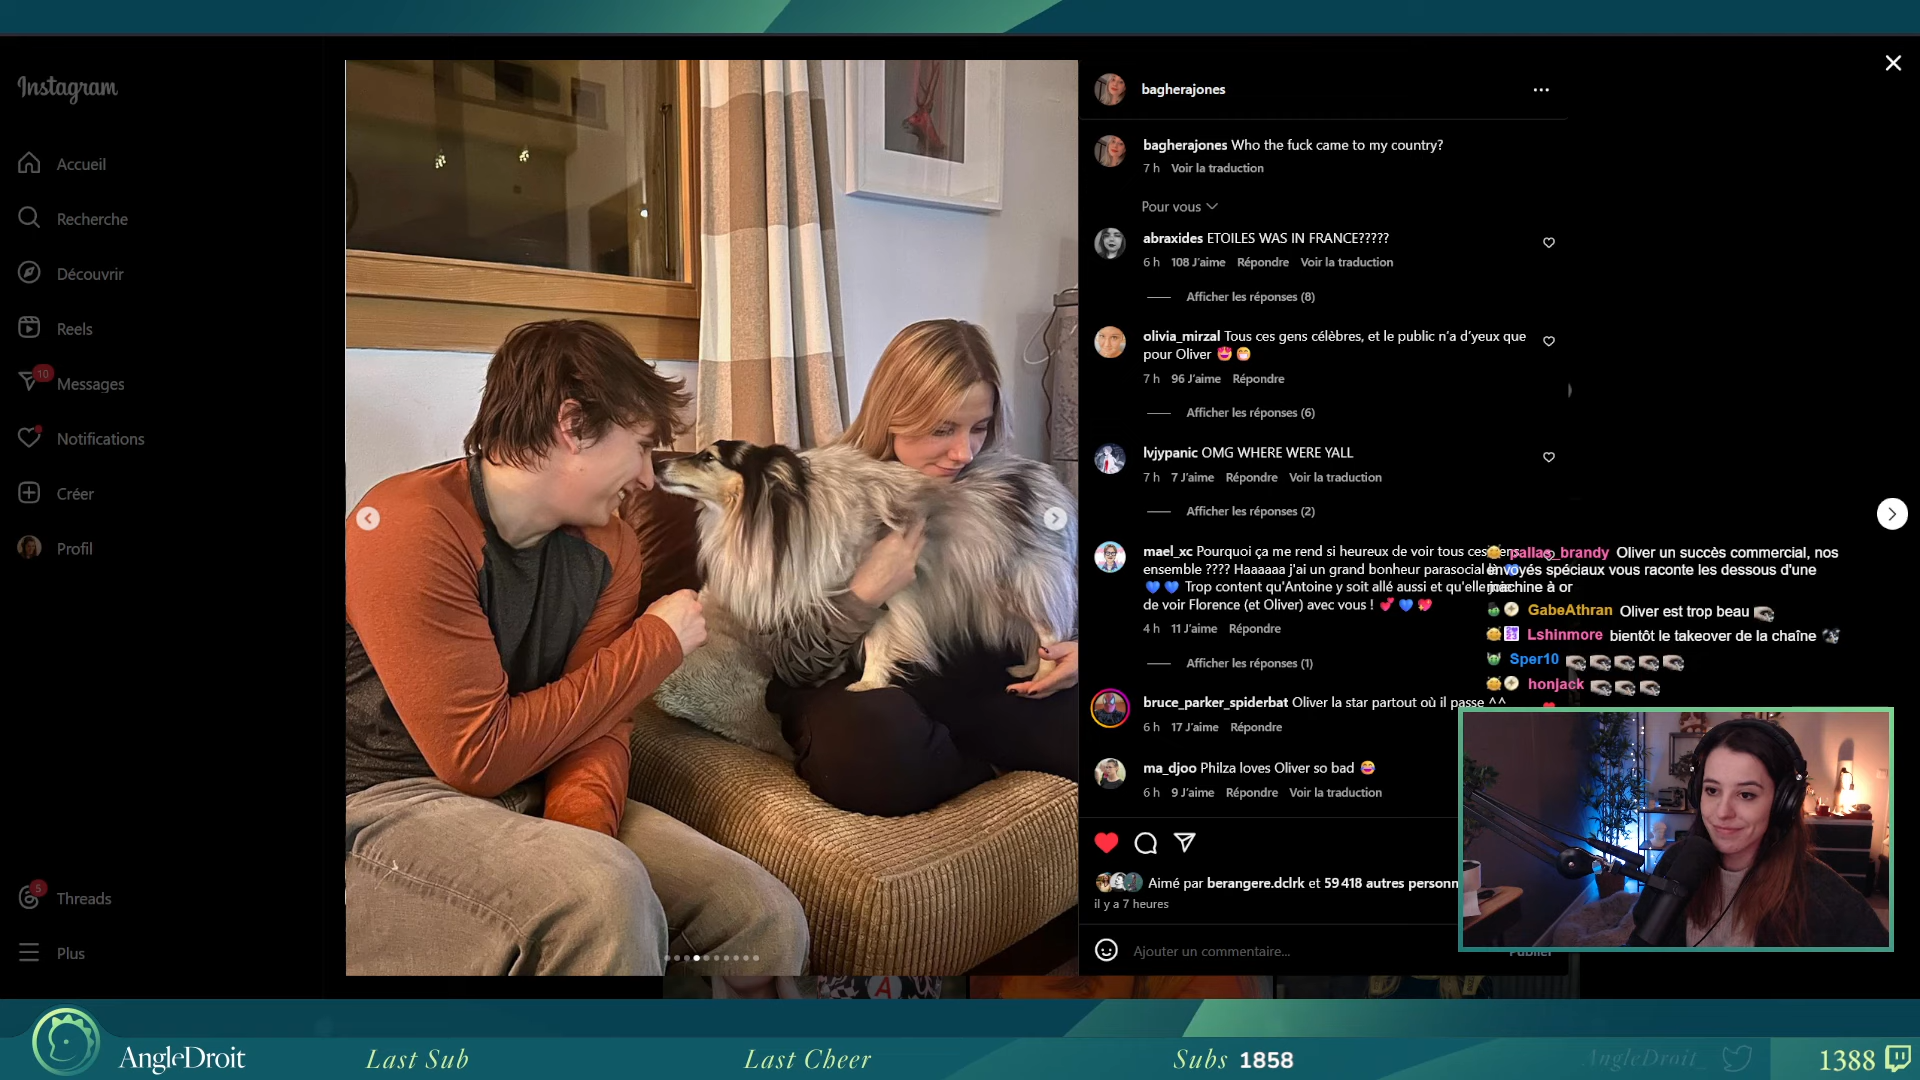 Instagram
Accueil
Recherche
Découvrir
Reels
10
Messages
Notifications
Créer
Profil
5
Threads
Plus
bagherajones
bagherajones Who the fuck came to my country?
7 h Voir la traduction
Pour vous
abraxides ETOILES WAS IN FRANCE?????
6 h 108 J'aime Répondre Voir la traduction
Afficher les réponses (8)
olivia_mirzal Tous ces gens célèbres, et le public n'a d'yeux que
pour Oliver 🤩😁
7 h 96 J'aime Répondre
Afficher les réponses (6)
lvjypanic OMG WHERE WERE YALL
7 h 7 J'aime Répondre Voir la traduction
Afficher les réponses (2)
mael_xc Pourquoi ça me rend si heureux de voir tous ces gens
ensemble ???? Haaaaaa j'ai un grand bonheur parasocial là 💙
💙 💙 Trop content qu'Antoine y soit allé aussi et qu'elle
de voir Florence (et Oliver) avec vous ! 💕 💙 💖
4 h 11 J'aime Répondre
Afficher les réponses (1)
bruce_parker_spiderbat Oliver la star partout où il passe ^^
6 h 17 J'aime Répondre
ma_djoo Philza loves Oliver so bad 😂
6 h 9 J'aime Répondre Voir la traduction
Aimé par berangere.dclrk et 59 418 autres personn
il y a 7 heures
Ajouter un commentaire...
Publier
pallas_brandy Oliver un succès commercial, nos
envoyés spéciaux vous raconte les dessous d'une
machine à or
GabeAthran Oliver est trop beau
Lshinmore bientôt le takeover de la chaîne
Sper10
honjack
A
AngleDroit
Last Sub
Last Cheer
Subs 1858
AngleDroit_
1388